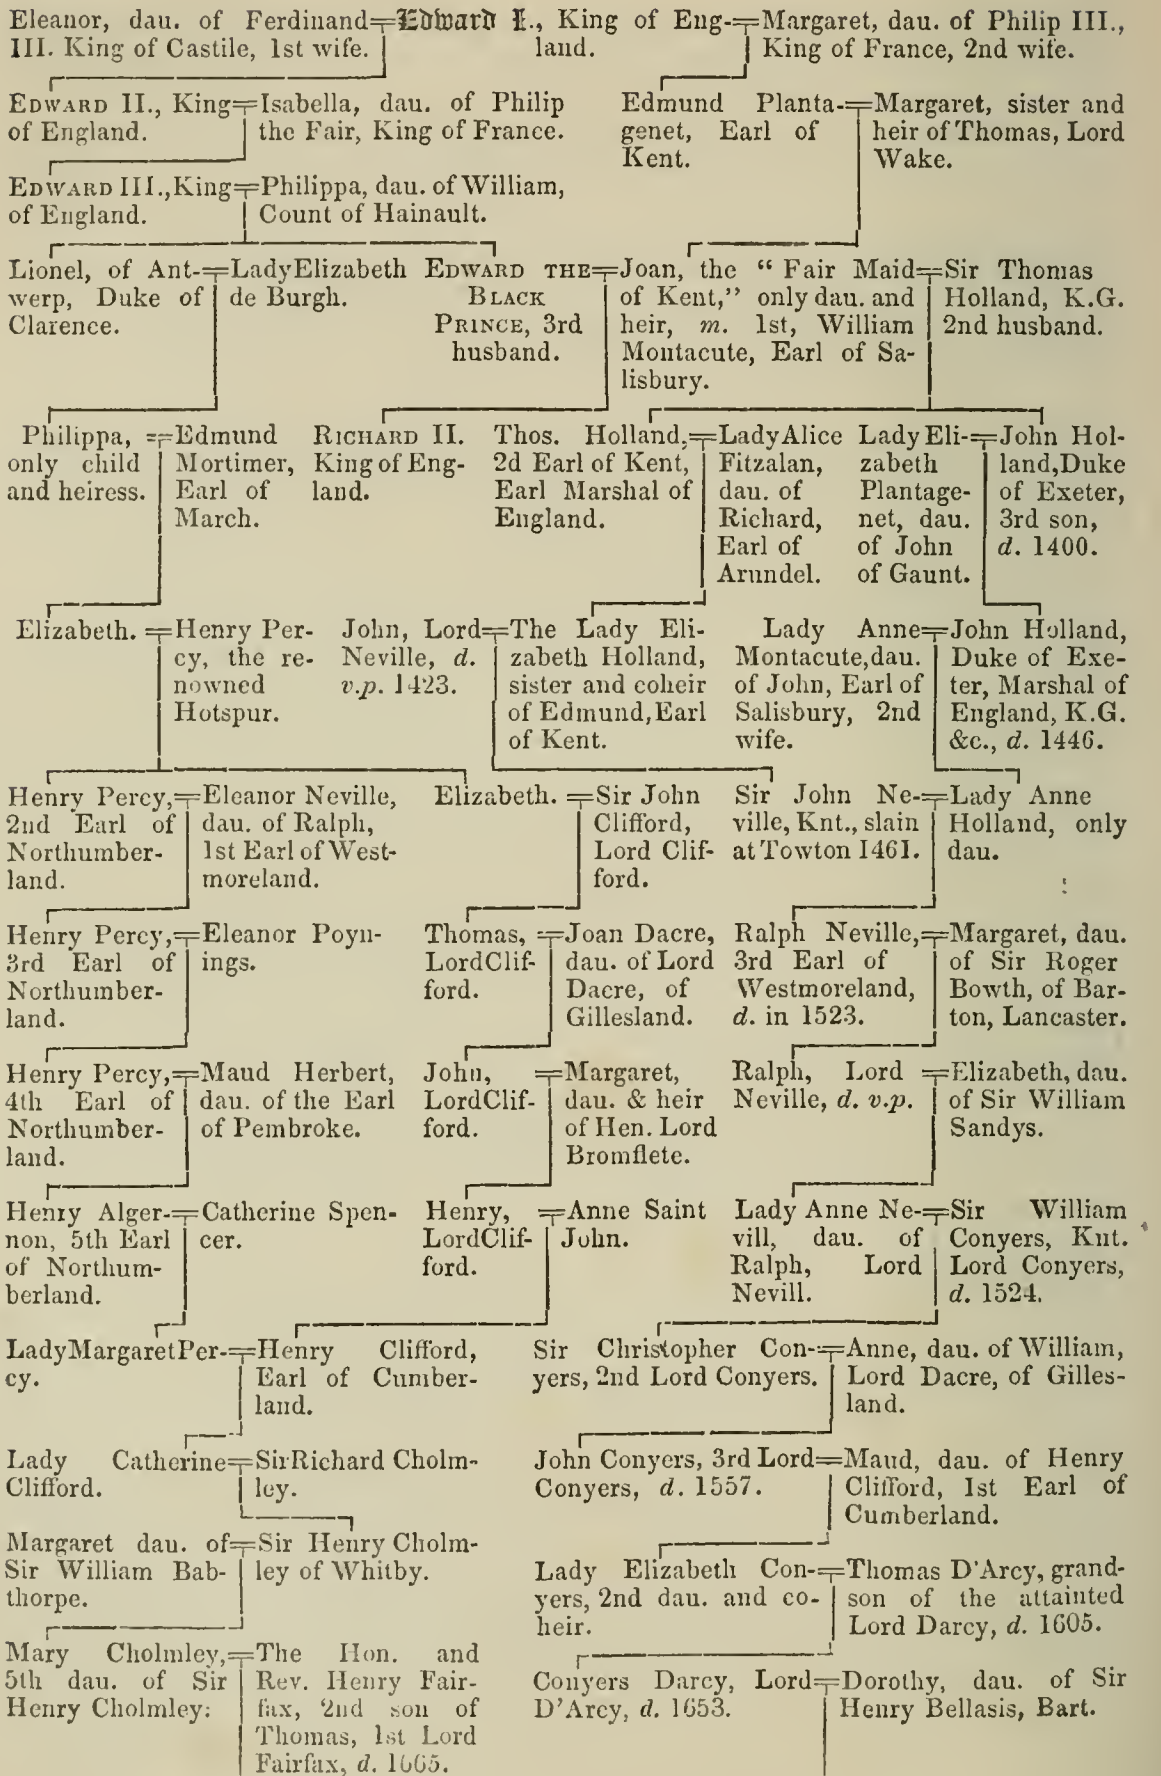 Eleanor, dau. of Ferdinand=Edward I., King of Eng-=Margaret, dau. of Philip III.,
III. King of Castile, 1st wife. land. King of France, 2nd wife.
EDWARD II., King=Isabella, dau. of Philip Edmund Planta-=Margaret, sister and
of England. the Fair, King of France. genet, Earl of heir of Thomas, Lord
Kent. Wake.
EDWARD III., King=Philippa, dau. of William,
of England. Count of Hainault.
Lionel, of Ant-=Lady Elizabeth EDWARD THE=Joan, the " Fair Maid=Sir Thomas
werp, Duke of de Burgh. BLACK of Kent," only dau. and Holland, K.G.
Clarence. PRINCE, 3rd heir, m. 1st, William 2nd husband.
husband. Montacute, Earl of Sa-
lisbury.
Philippa, =Edmund RICHARD II. Thos. Holland,=Lady Alice Lady Eli-=John Hol-
only child Mortimer, King of Eng- 2d Earl of Kent, Fitzalan, zabeth land, Duke
and heiress. Earl of land. Earl Marshal of dau. of Plantage- of Exeter,
March. England. Richard, net, dau. 3rd son,
Earl of of John d. 1400.
Arundel. of Gaunt.
Elizabeth. =Henry Per- John, Lord=The Lady Eli- Lady Anne=John Holland,
cy, the re- Neville, d. zabeth Holland, Montacute, dau. Duke of Exe-
nowned v.p. 1423. sister and coheir of John, Earl of ter, Marshal of
Hotspur. of Edmund, Earl Salisbury, 2nd England, K.G.
of Kent. wife. &c., d. 1446.
Henry Percy,=Eleanor Neville, Elizabeth. =Sir John Sir John Ne-=Lady Anne
2nd Earl of dau. of Ralph, Clifford, ville, Knt., slain Holland, only
Northumber- 1st Earl of West- Lord Clif- at Towton 1461. dau.
land. moreland. ford.
Henry Percy,=Eleanor Poyn- Thomas, =Joan Dacre, Ralph Neville,=Margaret, dau.
3rd Earl of ings. Lord Clif- dau. of Lord 3rd Earl of of Sir Roger
Northumber- ford. Dacre, of Westmoreland, Bowth, of Bar-
land. Gillesland. d. in 1523. ton, Lancaster.
Henry Percy,=Maud Herbert, John, =Margaret, Ralph, Lord =Elizabeth, dau.
4th Earl of dau. of the Earl Lord Clif- dau. & heir Neville, d. v.p. of Sir William
Northumber- of Pembroke. ford. of Hen. Lord Sandys.
land. Bromflete.
Henry Alger-=Catherine Spen- Henry, =Anne Saint Lady Anne Ne-=Sir William
non, 5th Earl cer. Lord Clif- John. vill, dau. of Conyers, Knt.
of Northum- ford. Ralph, Lord Lord Conyers,
berland. Nevill. d. 1524.
Lady Margaret Per-=Henry Clifford, Sir Christopher Con-=Anne, dau. of William,
cy. Earl of Cumber- yers, 2nd Lord Conyers. Lord Dacre, of Gilles-
land. land.
Lady Catherine=Sir Richard Cholm- John Conyers, 3rd Lord=Maud, dau. of Henry
Clifford. ley. Conyers, d. 1557. Clifford, 1st Earl of
Cumberland.
Margaret dau. of=Sir Henry Cholm- Lady Elizabeth Con-=Thomas D'Arcy, grand-
Sir William Bab- ley of Whitby. yers, 2nd dau. and co- son of the attainted
thorpe. heir. Lord Darcy, d. 1605.
Mary Cholmley,=The Hon. and Conyers Darcy, Lord=Dorothy, dau. of Sir
5th dau. of Sir Rev. Henry Fair- D'Arcy, d. 1653. Henry Bellasis, Bart.
Henry Cholmley: fax, 2nd son of
Thomas, 1st Lord
Fairfax, d. 1665.